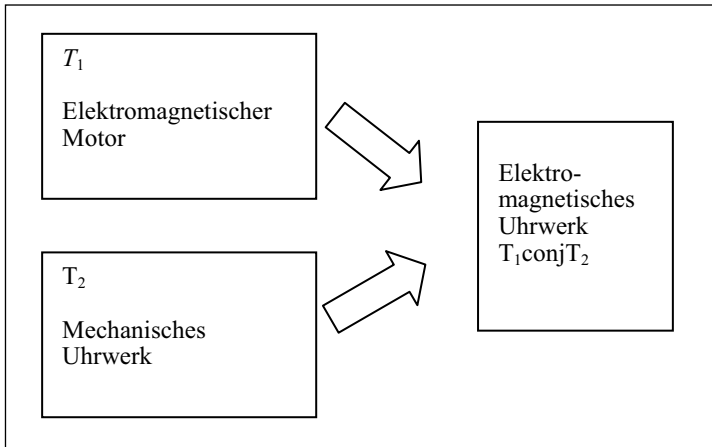 T₁
Elektromagnetischer
Motor
T₂
Mechanisches
Uhrwerk
Elektro-
magnetisches
Uhrwerk
T₁conjT₂